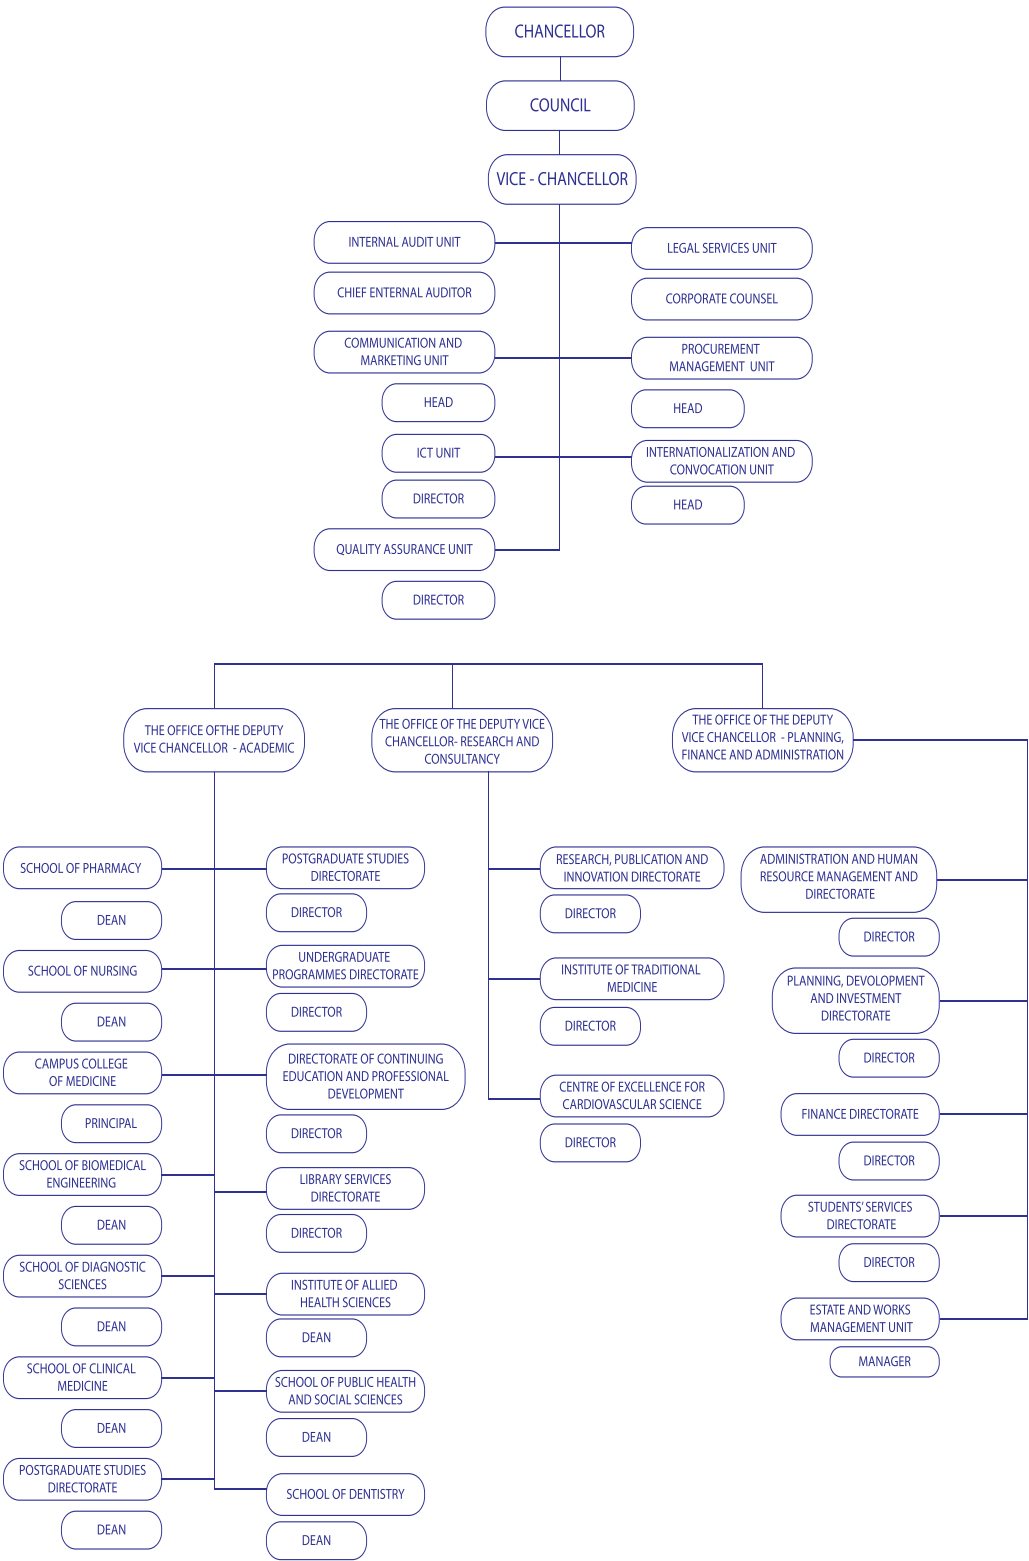 CHANCELLOR
COUNCIL
VICE - CHANCELLOR
INTERNAL AUDIT UNIT
CHIEF ENTERNAL AUDITOR
COMMUNICATION AND
MARKETING UNIT
HEAD
ICT UNIT
DIRECTOR
QUALITY ASSURANCE UNIT
DIRECTOR
LEGAL SERVICES UNIT
CORPORATE COUNSEL
PROCUREMENT
MANAGEMENT UNIT
HEAD
INTERNATIONALIZATION AND
CONVOCATION UNIT
HEAD
THE OFFICE OFTHE DEPUTY
VICE CHANCELLOR - ACADEMIC
THE OFFICE OF THE DEPUTY VICE
CHANCELLOR- RESEARCH AND
CONSULTANCY
THE OFFICE OF THE DEPUTY
VICE CHANCELLOR - PLANNING,
FINANCE AND ADMINISTRATION
SCHOOL OF PHARMACY
DEAN
SCHOOL OF NURSING
DEAN
CAMPUS COLLEGE
OF MEDICINE
PRINCIPAL
SCHOOL OF BIOMEDICAL
ENGINEERING
DEAN
SCHOOL OF DIAGNOSTIC
SCIENCES
DEAN
SCHOOL OF CLINICAL
MEDICINE
DEAN
POSTGRADUATE STUDIES
DIRECTORATE
DEAN
POSTGRADUATE STUDIES
DIRECTORATE
DIRECTOR
UNDERGRADUATE
PROGRAMMES DIRECTORATE
DIRECTOR
DIRECTORATE OF CONTINUING
EDUCATION AND PROFESSIONAL
DEVELOPMENT
DIRECTOR
LIBRARY SERVICES
DIRECTORATE
DIRECTOR
INSTITUTE OF ALLIED
HEALTH SCIENCES
DEAN
SCHOOL OF PUBLIC HEALTH
AND SOCIAL SCIENCES
DEAN
SCHOOL OF DENTISTRY
DEAN
RESEARCH, PUBLICATION AND
INNOVATION DIRECTORATE
DIRECTOR
INSTITUTE OF TRADITIONAL
MEDICINE
DIRECTOR
CENTRE OF EXCELLENCE FOR
CARDIOVASCULAR SCIENCE
DIRECTOR
ADMINISTRATION AND HUMAN
RESOURCE MANAGEMENT AND
DIRECTORATE
DIRECTOR
PLANNING, DEVOLOPMENT
AND INVESTMENT
DIRECTORATE
DIRECTOR
FINANCE DIRECTORATE
DIRECTOR
STUDENTS' SERVICES
DIRECTORATE
DIRECTOR
ESTATE AND WORKS
MANAGEMENT UNIT
MANAGER